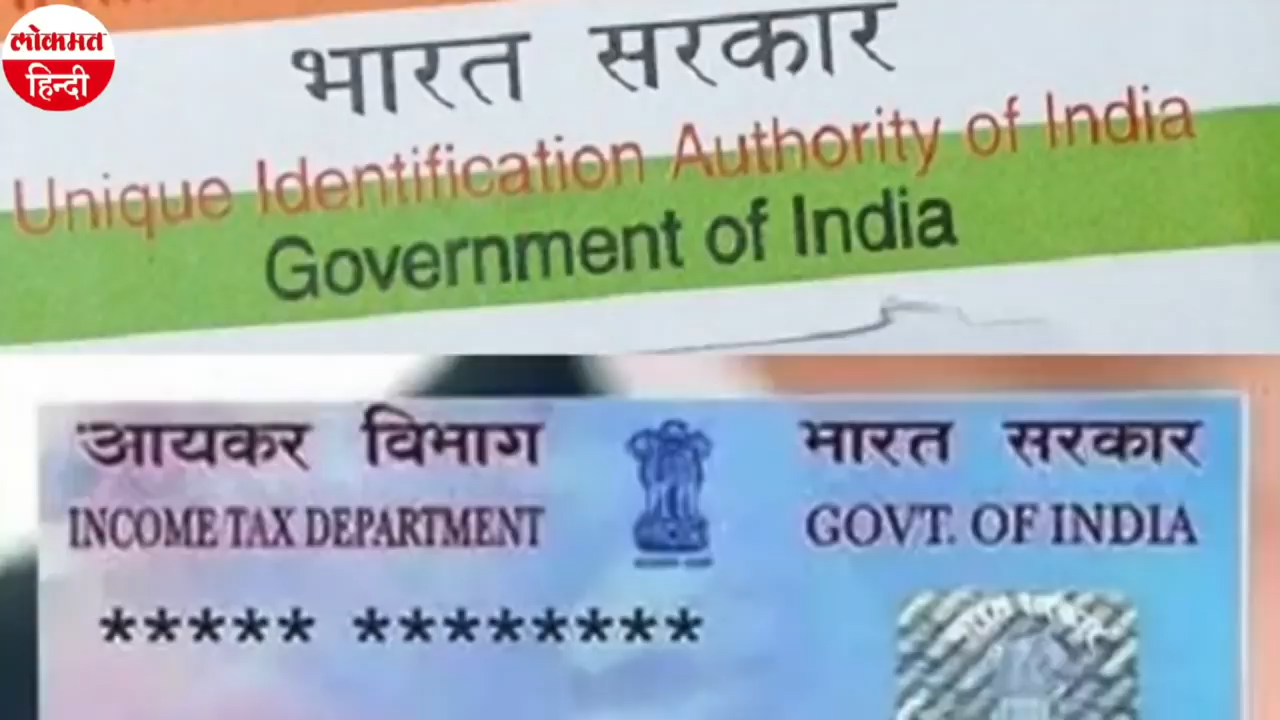 लोकमत
हिन्दी
भारत सरकार
Unique Identification Authority of India
Government of India
आयकर विभाग
भारत सरकार
INCOME TAX DEPARTMENT
GOVT. OF INDIA
***** ********